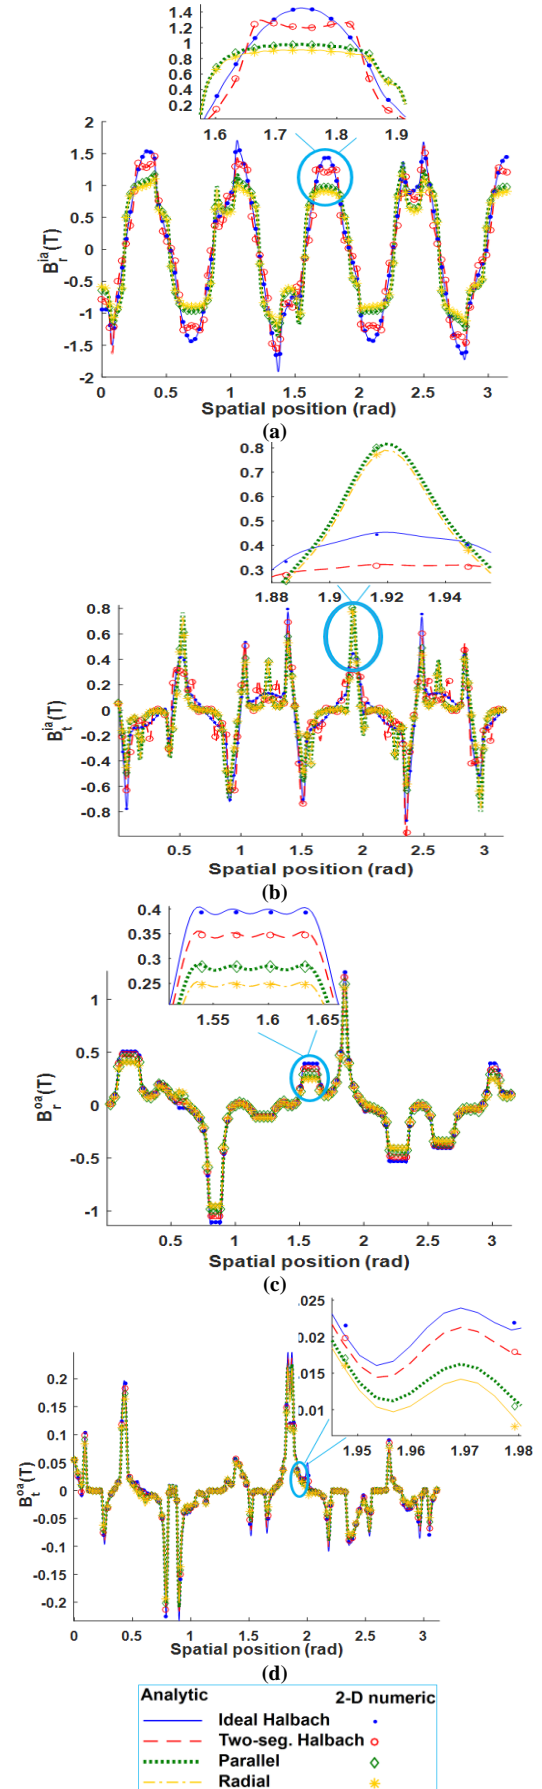 1.4
1.2
1
0.8
0.6
0.4
0.2
1.6 1.7 1.8 1.9
2
1.5
1
0.5
0
-0.5
-1
-1.5
-2
B_r^ia(T)
0 0.5 1 1.5 2 2.5 3
Spatial position (rad)
(a)
0.8
0.7
0.6
0.5
0.4
0.3
1.88 1.9 1.92 1.94
0.8
0.6
0.4
0.2
0
-0.2
-0.4
-0.6
-0.8
B_t^ia(T)
0.5 1 1.5 2 2.5 3
Spatial position (rad)
(b)
0.4
0.35
0.3
0.25
1.55 1.6 1.65
1
0.5
0
-0.5
-1
B_r^oa(T)
0.5 1 1.5 2 2.5 3
Spatial position (rad)
(c)
0.025
0.02
0.015
0.01
1.95 1.96 1.97 1.98
0.2
0.15
0.1
0.05
0
-0.05
-0.1
-0.15
-0.2
B_t^oa(T)
0 0.5 1 1.5 2 2.5 3
Spatial position (rad)
(d)
Analytic 2-D numeric
Ideal Halbach
Two-seg. Halbach
Parallel
Radial